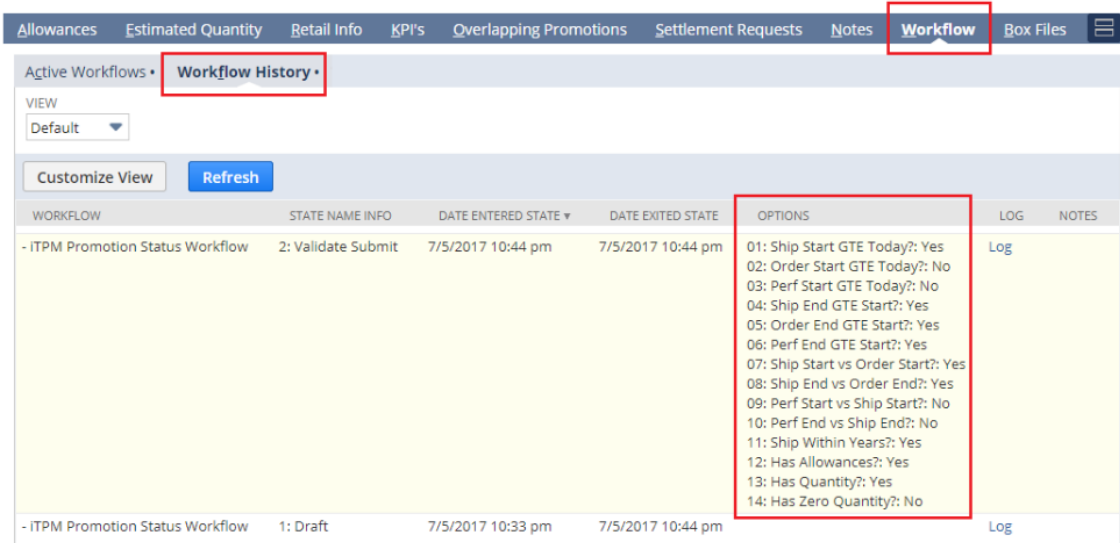 Allowances Estimated Quantity Retail Info KPI's Overlapping Promotions Settlement Requests Notes Workflow Box Files
Active Workflows • Workflow History •
VIEW
Default
Customize View Refresh
WORKFLOW STATE NAME INFO DATE ENTERED STATE ▼ DATE EXITED STATE OPTIONS LOG NOTES
- iTPM Promotion Status Workflow 2: Validate Submit 7/5/2017 10:44 pm 7/5/2017 10:44 pm 01: Ship Start GTE Today?: Yes Log
02: Order Start GTE Today?: No
03: Perf Start GTE Today?: No
04: Ship End GTE Start?: Yes
05: Order End GTE Start?: Yes
06: Perf End GTE Start?: Yes
07: Ship Start vs Order Start?: Yes
08: Ship End vs Order End?: Yes
09: Perf Start vs Ship Start?: No
10: Perf End vs Ship End?: No
11: Ship Within Years?: Yes
12: Has Allowances?: Yes
13: Has Quantity?: Yes
14: Has Zero Quantity?: No
- iTPM Promotion Status Workflow 1: Draft 7/5/2017 10:33 pm 7/5/2017 10:44 pm Log